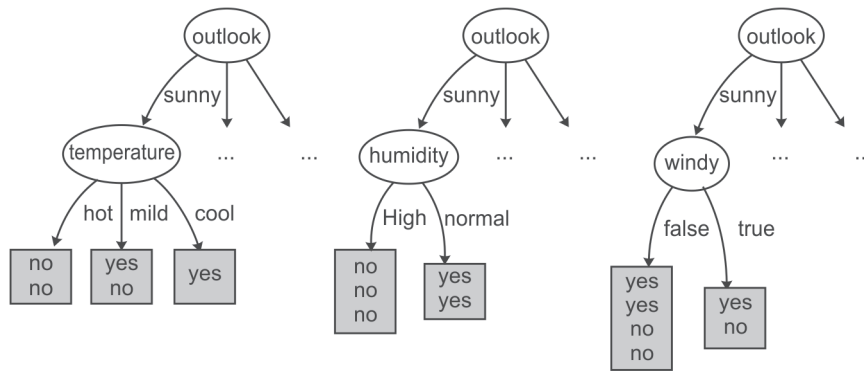 outlook
sunny
temperature
...
...
hot
mild
cool
no
no
yes
no
yes
outlook
sunny
humidity
...
...
High
normal
no
no
no
yes
yes
outlook
sunny
windy
...
..
false
true
yes
yes
no
no
yes
no